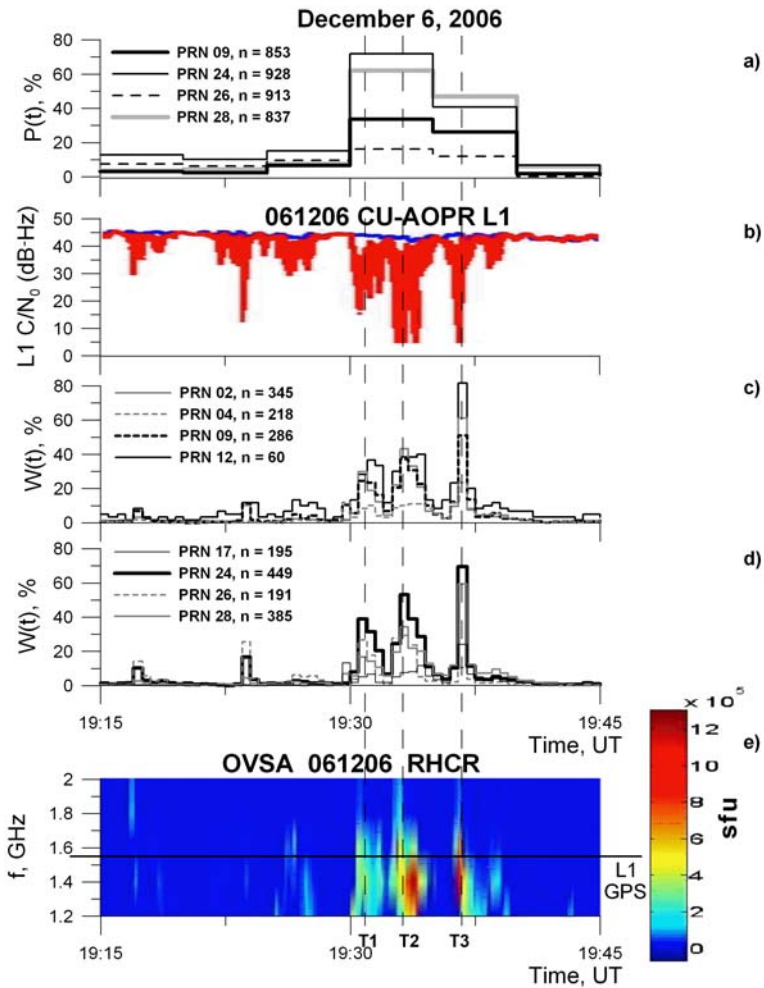 December 6, 2006
a)
P(t), %
80
60
40
20
0
PRN 09, n = 853
PRN 24, n = 928
PRN 26, n = 913
PRN 28, n = 837
061206 CU-AOPR L1
b)
L1 C/N₀ (dB·Hz)
50
40
30
20
10
0
c)
W(t), %
80
60
40
20
0
PRN 02, n = 345
PRN 04, n = 218
PRN 09, n = 286
PRN 12, n = 60
d)
W(t), %
80
60
40
20
0
PRN 17, n = 195
PRN 24, n = 449
PRN 26, n = 191
PRN 28, n = 385
19:15
19:30
19:45
Time, UT
e)
OVSA 061206 RHCR
f, GHz
2
1.8
1.6
1.4
1.2
L1
GPS
T1
T2
T3
19:15
19:30
19:45
Time, UT
x 10⁵
12
10
8
6
4
2
0
sfu